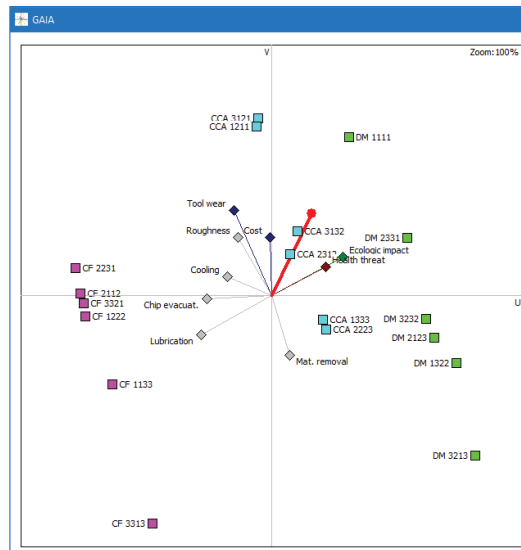 GAIA
V
Zoom:100%
CCA 3121
CCA 1211
DM 1111
Tool wear
Roughness
Cost
CCA 3132
DM 2331
Ecologic impact
CCA 2312
Health threat
CF 2231
Cooling
CF 2112
CF 3321
Chip evacuat.
U
CF 1222
CCA 1333
DM 3232
CCA 2223
Lubrication
DM 2123
Mat. removal
DM 1322
CF 1133
DM 3213
CF 3313